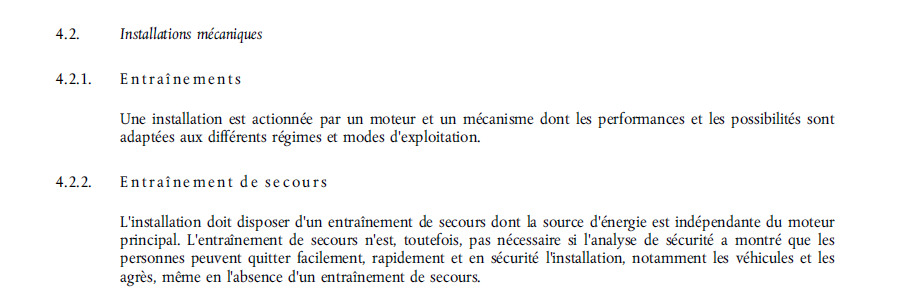 4.2. Installations mécaniques
4.2.1. Entraînements
Une installation est actionnée par un moteur et un mécanisme dont les performances et les possibilités sont
adaptées aux différents régimes et modes d'exploitation.
4.2.2. Entraînement de secours
L'installation doit disposer d'un entraînement de secours dont la source d'énergie est indépendante du moteur
principal. L'entraînement de secours n'est, toutefois, pas nécessaire si l'analyse de sécurité a montré que les
personnes peuvent quitter facilement, rapidement et en sécurité l'installation, notamment les véhicules et les
agrès, même en l'absence d'un entraînement de secours.